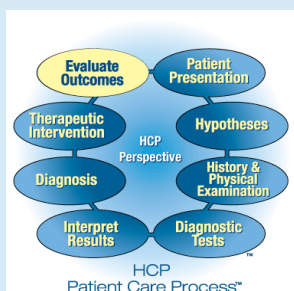 Evaluate
Outcomes
Patient
Presentation
Therapeutic
Intervention
Hypotheses
HCP
Perspective
Diagnosis
History &
Physical
Examination
Interpret
Results
Diagnostic
Tests
TM
HCP
Patient Care Process™